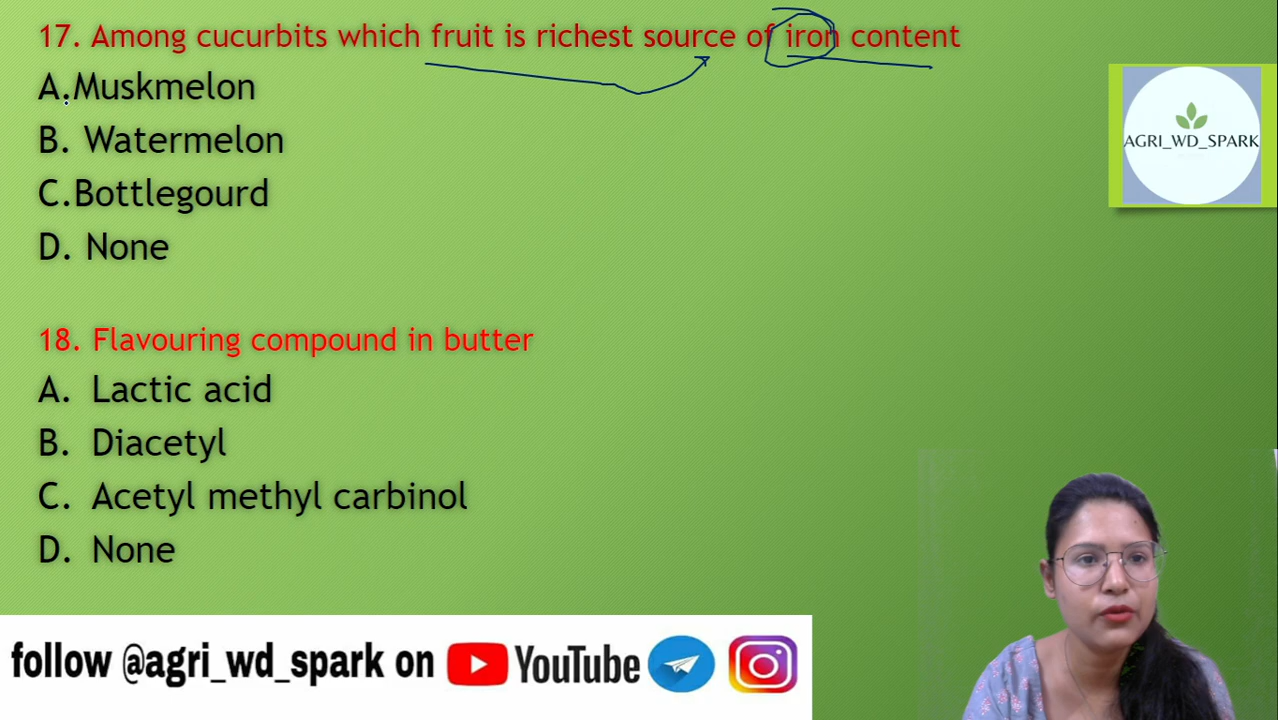 17. Among cucurbits which fruit is richest source of iron content
A.Muskmelon
B. Watermelon
C.Bottlegourd
D. None
AGRI_WD_SPARK
18. Flavouring compound in butter
A. Lactic acid
B. Diacetyl
C. Acetyl methyl carbinol
D. None
follow @agri_wd_spark on YouTube